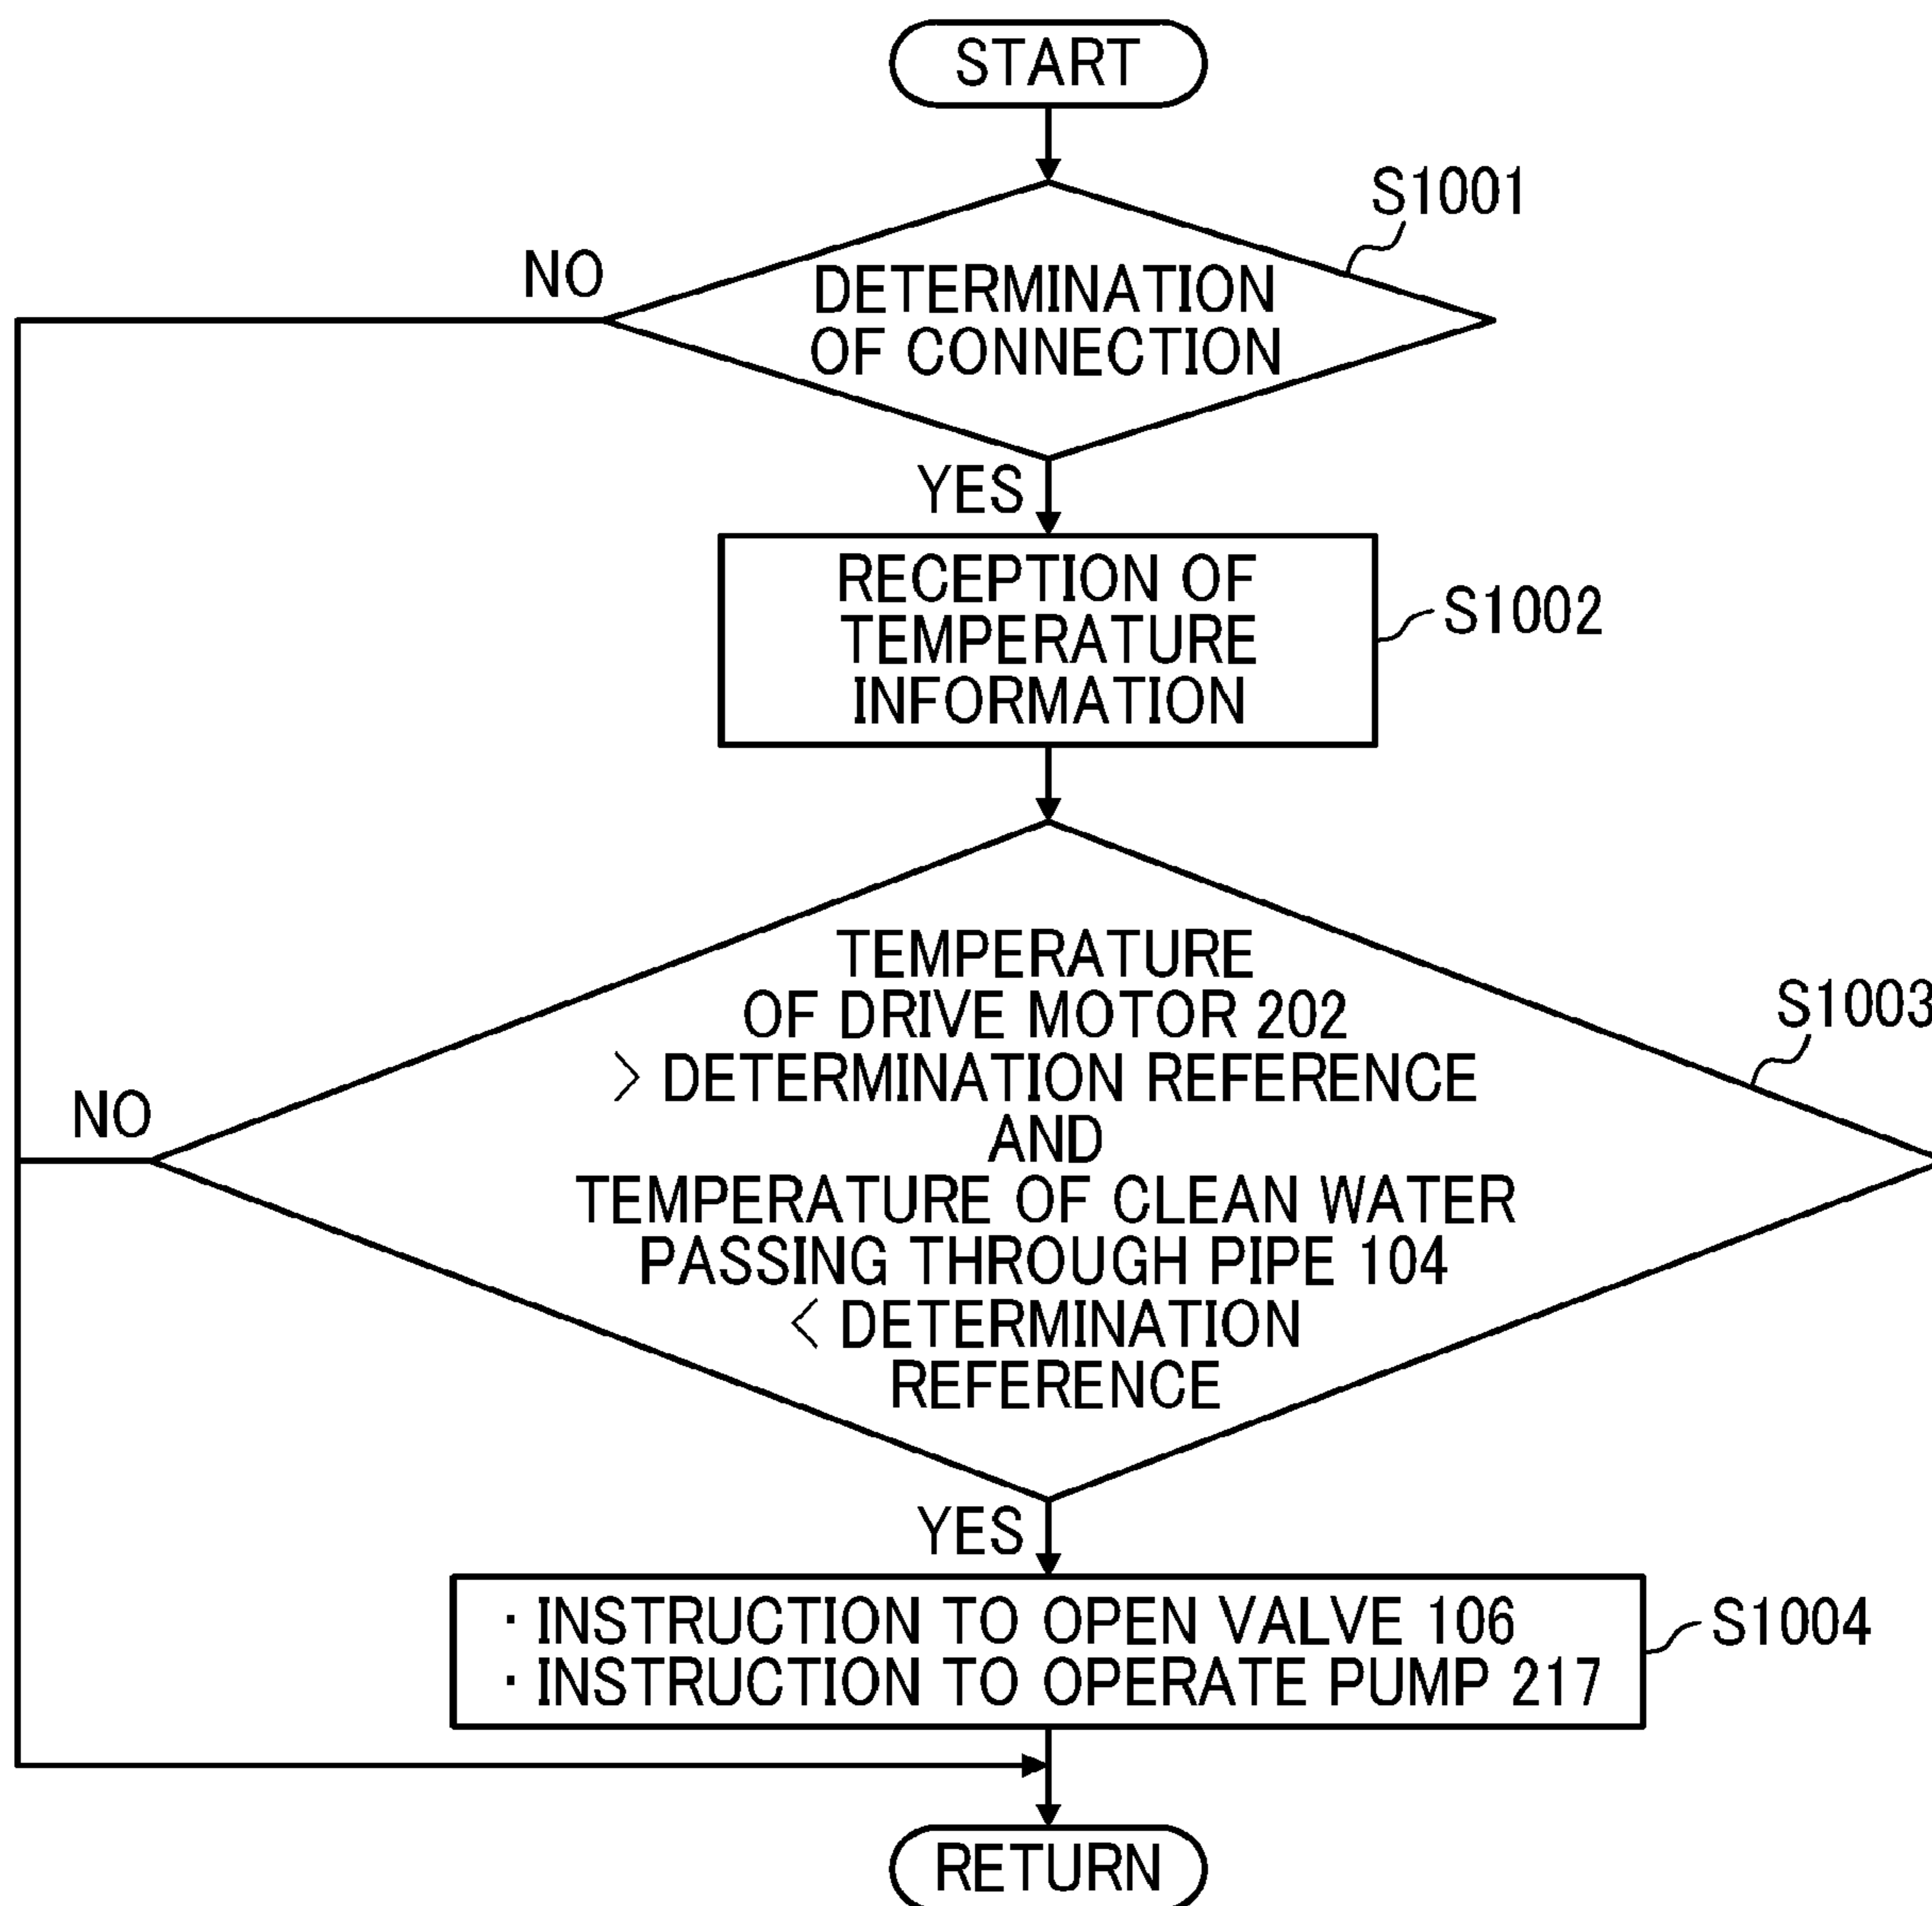 START
S1001
NO
DETERMINATION
OF CONNECTION
YES
RECEPTION OF
TEMPERATURE
INFORMATION
S1002
TEMPERATURE
OF DRIVE MOTOR 202
> DETERMINATION REFERENCE
AND
TEMPERATURE OF CLEAN WATER
PASSING THROUGH PIPE 104
< DETERMINATION
REFERENCE
S1003
NO
YES
· INSTRUCTION TO OPEN VALVE 106
· INSTRUCTION TO OPERATE PUMP 217
S1004
RETURN